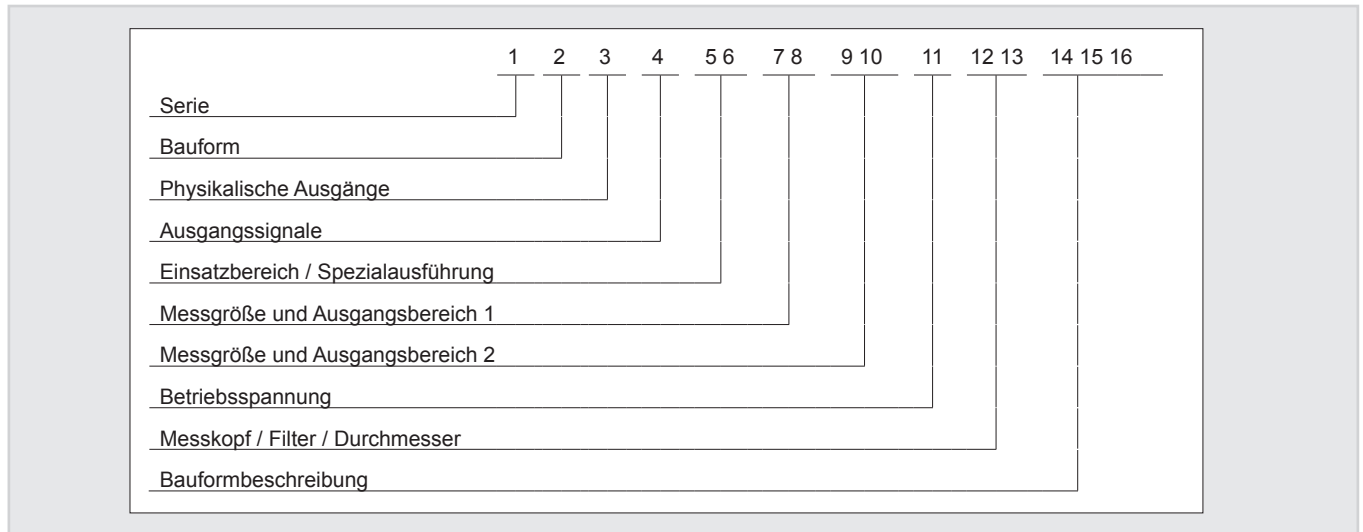 1 2 3 4 5 6 7 8 9 10 11 12 13 14 15 16
Serie
Bauform
Physikalische Ausgänge
Ausgangssignale
Einsatzbereich / Spezialausführung
Messgröße und Ausgangsbereich 1
Messgröße und Ausgangsbereich 2
Betriebsspannung
Messkopf / Filter / Durchmesser
Bauformbeschreibung